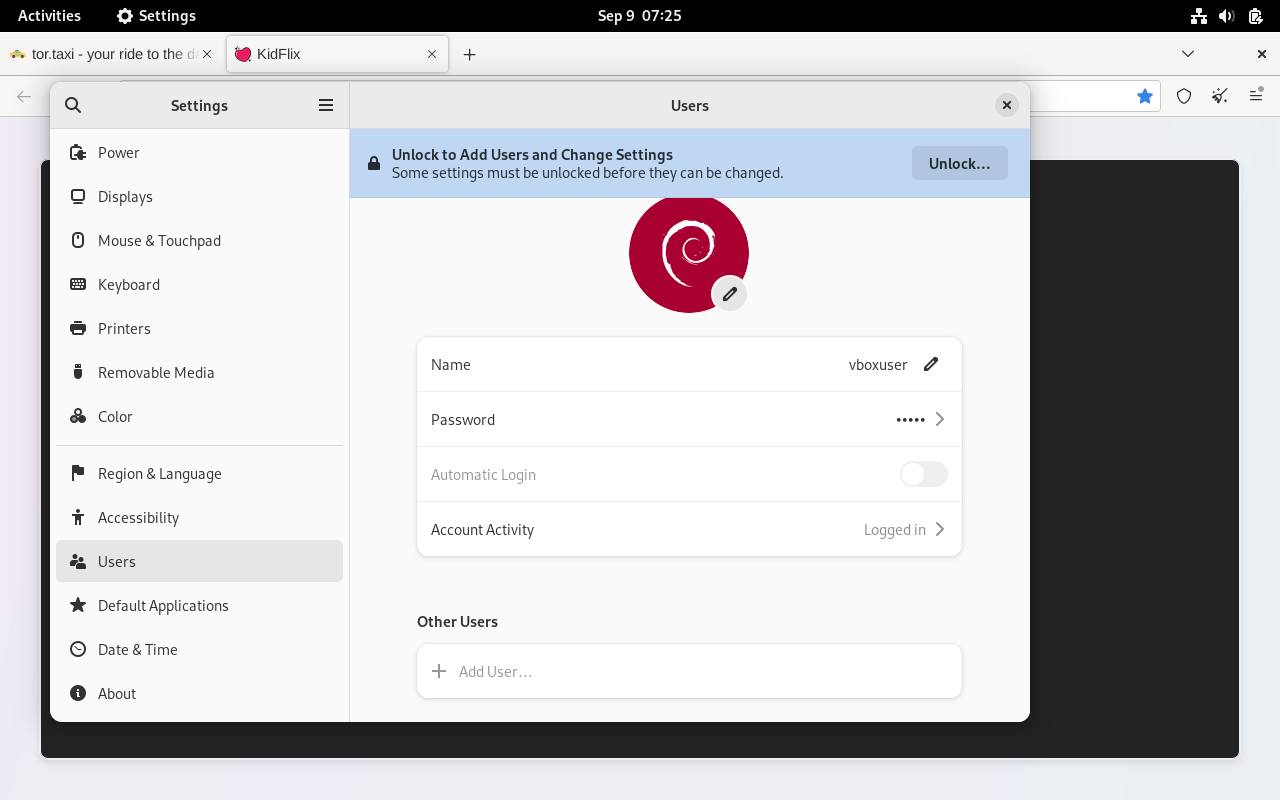 Activities
Settings
Sep 9 07:25
tor.taxi - your ride to the da
KidFlix
Settings
Users
Power
Displays
Mouse & Touchpad
Keyboard
Printers
Removable Media
Color
Region & Language
Accessibility
Users
Default Applications
Date & Time
About
Unlock to Add Users and Change Settings
Some settings must be unlocked before they can be changed.
Unlock...
Name
vboxuser
Password
•••••
Automatic Login
Account Activity
Logged in
Other Users
Add User...